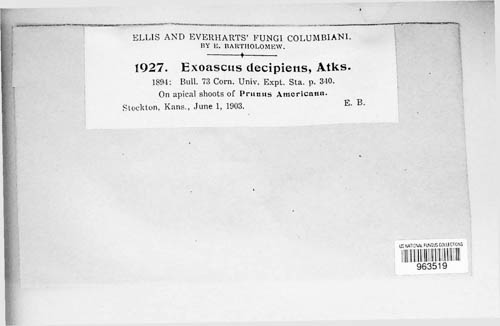 ELLIS AND EVERHARTS' FUNGI COLUMBIANI.
BY E. BARTHOLOMEW.
1927. Exoascus decipiens, Atks.
1894: Bull. 73 Corn. Univ. Expt. Sta. p. 340.
On apical shoots of Prunus Americana.
Stockton, Kans., June 1, 1903. E. B.
US NATIONAL FUNGUS COLLECTIONS
963519